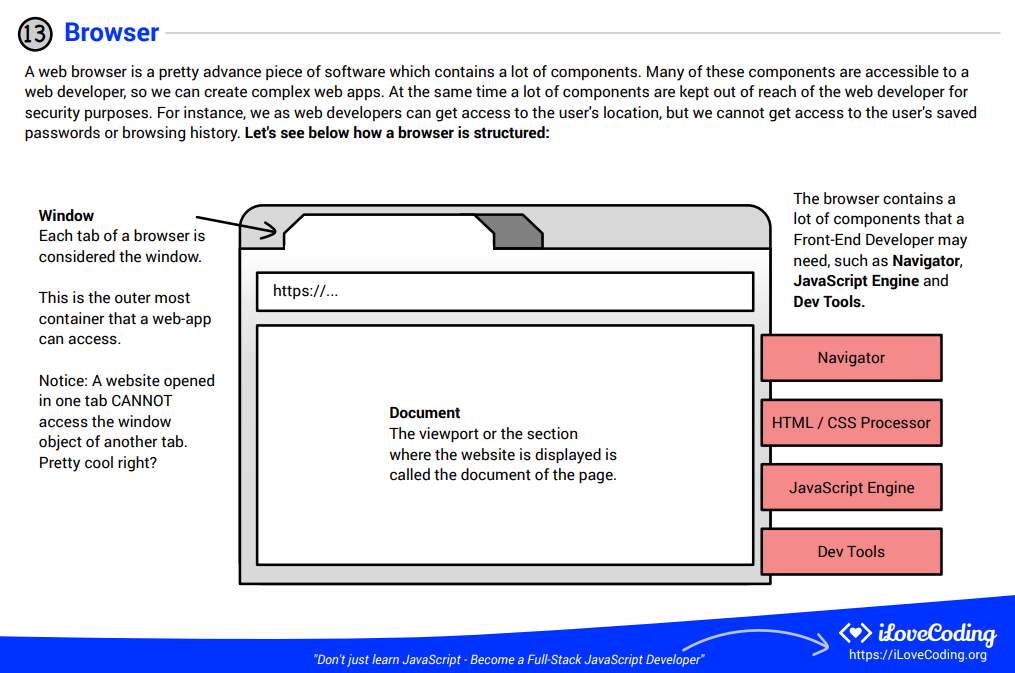 13 Browser
A web browser is a pretty advance piece of software which contains a lot of components. Many of these components are accessible to a
web developer, so we can create complex web apps. At the same time a lot of components are kept out of reach of the web developer for
security purposes. For instance, we as web developers can get access to the user's location, but we cannot get access to the user's saved
passwords or browsing history. Let's see below how a browser is structured:
Window
Each tab of a browser is
considered the window.
This is the outer most
container that a web-app
can access.
Notice: A website opened
in one tab CANNOT
access the window
object of another tab.
Pretty cool right?
https://...
Document
The viewport or the section
where the website is displayed is
called the document of the page.
The browser contains a
lot of components that a
Front-End Developer may
need, such as Navigator,
JavaScript Engine and
Dev Tools.
Navigator
HTML / CSS Processor
JavaScript Engine
Dev Tools
"Don't just learn JavaScript - Become a Full-Stack JavaScript Developer"
iLoveCoding
https://iLoveCoding.org